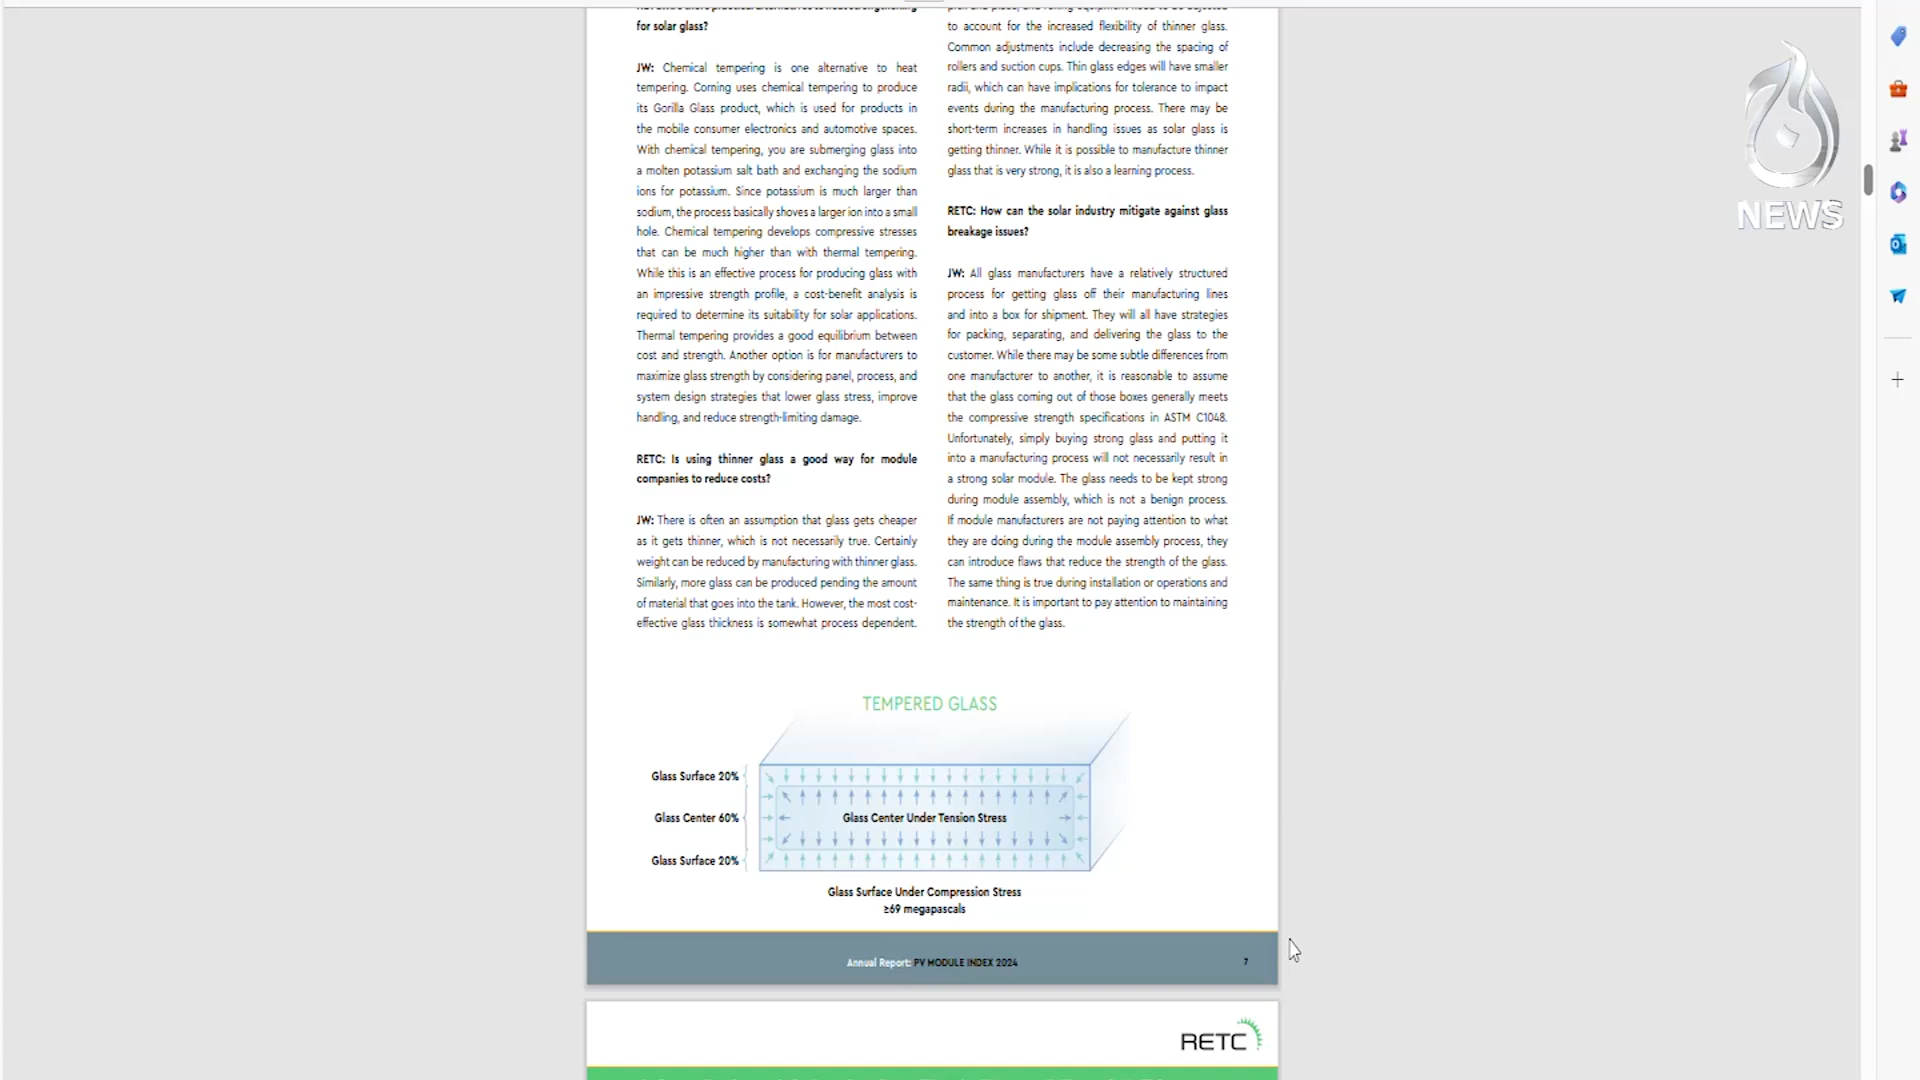 for solar glass?
JW: Chemical tempering is one alternative to heat
tempering. Corning uses chemical tempering to produce
its Gorilla Glass product, which is used for products in
the mobile consumer electronics and automotive spaces.
With chemical tempering, you are submerging glass into
a molten potassium salt bath and exchanging the sodium
ions for potassium. Since potassium is much larger than
sodium, the process basically shoves a larger ion into a small
hole. Chemical tempering develops compressive stresses
that can be much higher than with thermal tempering.
While this is an effective process for producing glass with
an impressive strength profile, a cost-benefit analysis is
required to determine its suitability for solar applications.
Thermal tempering provides a good equilibrium between
cost and strength. Another option is for manufacturers to
maximize glass strength by considering panel, process, and
system design strategies that lower glass stress, improve
handling, and reduce strength-limiting damage.
RETC: Is using thinner glass a good way for module
companies to reduce costs?
JW: There is often an assumption that glass gets cheaper
as it gets thinner, which is not necessarily true. Certainly
weight can be reduced by manufacturing with thinner glass.
Similarly, more glass can be produced pending the amount
of material that goes into the tank. However, the most cost-
effective glass thickness is somewhat process dependent.
to account for the increased flexibility of thinner glass.
Common adjustments include decreasing the spacing of
rollers and suction cups. Thin glass edges will have smaller
radii, which can have implications for tolerance to impact
events during the manufacturing process. There may be
short-term increases in handling issues as solar glass is
getting thinner. While it is possible to manufacture thinner
glass that is very strong, it is also a learning process.
RETC: How can the solar industry mitigate against glass
breakage issues?
JW: All glass manufacturers have a relatively structured
process for getting glass off their manufacturing lines
and into a box for shipment. They will all have strategies
for packing, separating, and delivering the glass to the
customer. While there may be some subtle differences from
one manufacturer to another, it is reasonable to assume
that the glass coming out of those boxes generally meets
the compressive strength specifications in ASTM C1048.
Unfortunately, simply buying strong glass and putting it
into a manufacturing process will not necessarily result in
a strong solar module. The glass needs to be kept strong
during module assembly, which is not a benign process.
If module manufacturers are not paying attention to what
they are doing during the module assembly process, they
can introduce flaws that reduce the strength of the glass.
The same thing is true during installation or operations and
maintenance. It is important to pay attention to maintaining
the strength of the glass.
TEMPERED GLASS
Glass Surface 20%
Glass Center 60%
Glass Surface 20%
Glass Center Under Tension Stress
Glass Surface Under Compression Stress
≥69 megapascals
Annual Report: PV MODULE INDEX 2024
7
RETC
NEWS